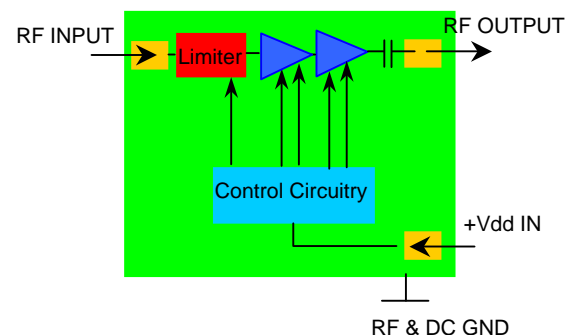 RF INPUT
RF OUTPUT
Limiter
Control Circuitry
+Vdd IN
RF & DC GND